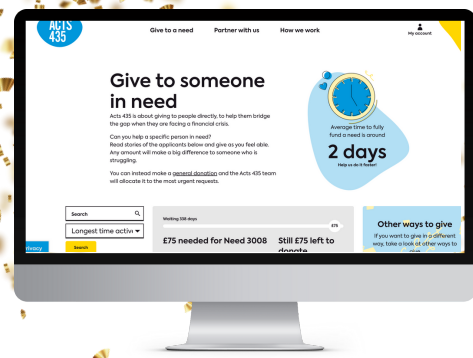 ACTS
435
Give to a need
Partner with us
How we work
My account
Give to someone
in need
Acts 435 is about giving to people directly, to help them bridge
the gap when they are facing a financial crisis.
Can you help a specific person in need?
Read stories of the applicants below and give as you feel able.
Any amount will make a big difference to someone who is
struggling.
You can instead make a general donation and the Acts 435 team
will allocate it to the most urgent requests.
Average time to fully
fund a need is around
2 days
Help us do it faster!
Search
Longest time activ
Search
rivacy
Waiting 338 days
£75
£75 needed for Need 3008
Still £75 left to
donate
Other ways to give
If you want to give in a different
way, take a look at other ways to